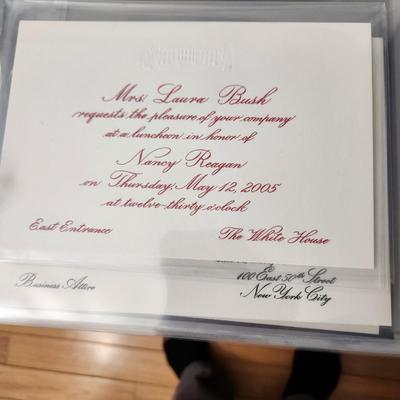 Mrs. Laura Bush
requests the pleasure of your company
at a luncheon in honor of
Nancy Reagan
on Thursday, May 12, 2005
at twelve-thirty o'clock
East Entrance
The White House
100 East 50th Street
Business Attire
New York City